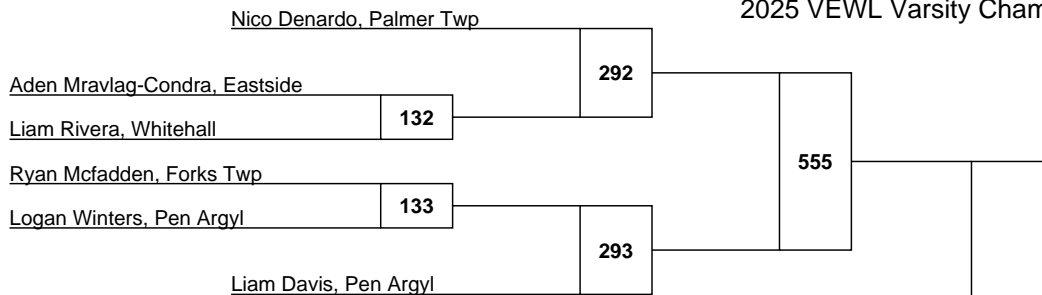 2025 VEWL Varsity Cham
Nico Denardo, Palmer Twp
292
Aden Mravlag-Condra, Eastside
132
Liam Rivera, Whitehall
555
Ryan Mcfadden, Forks Twp
133
Logan Winters, Pen Argyl
293
Liam Davis, Pen Argyl